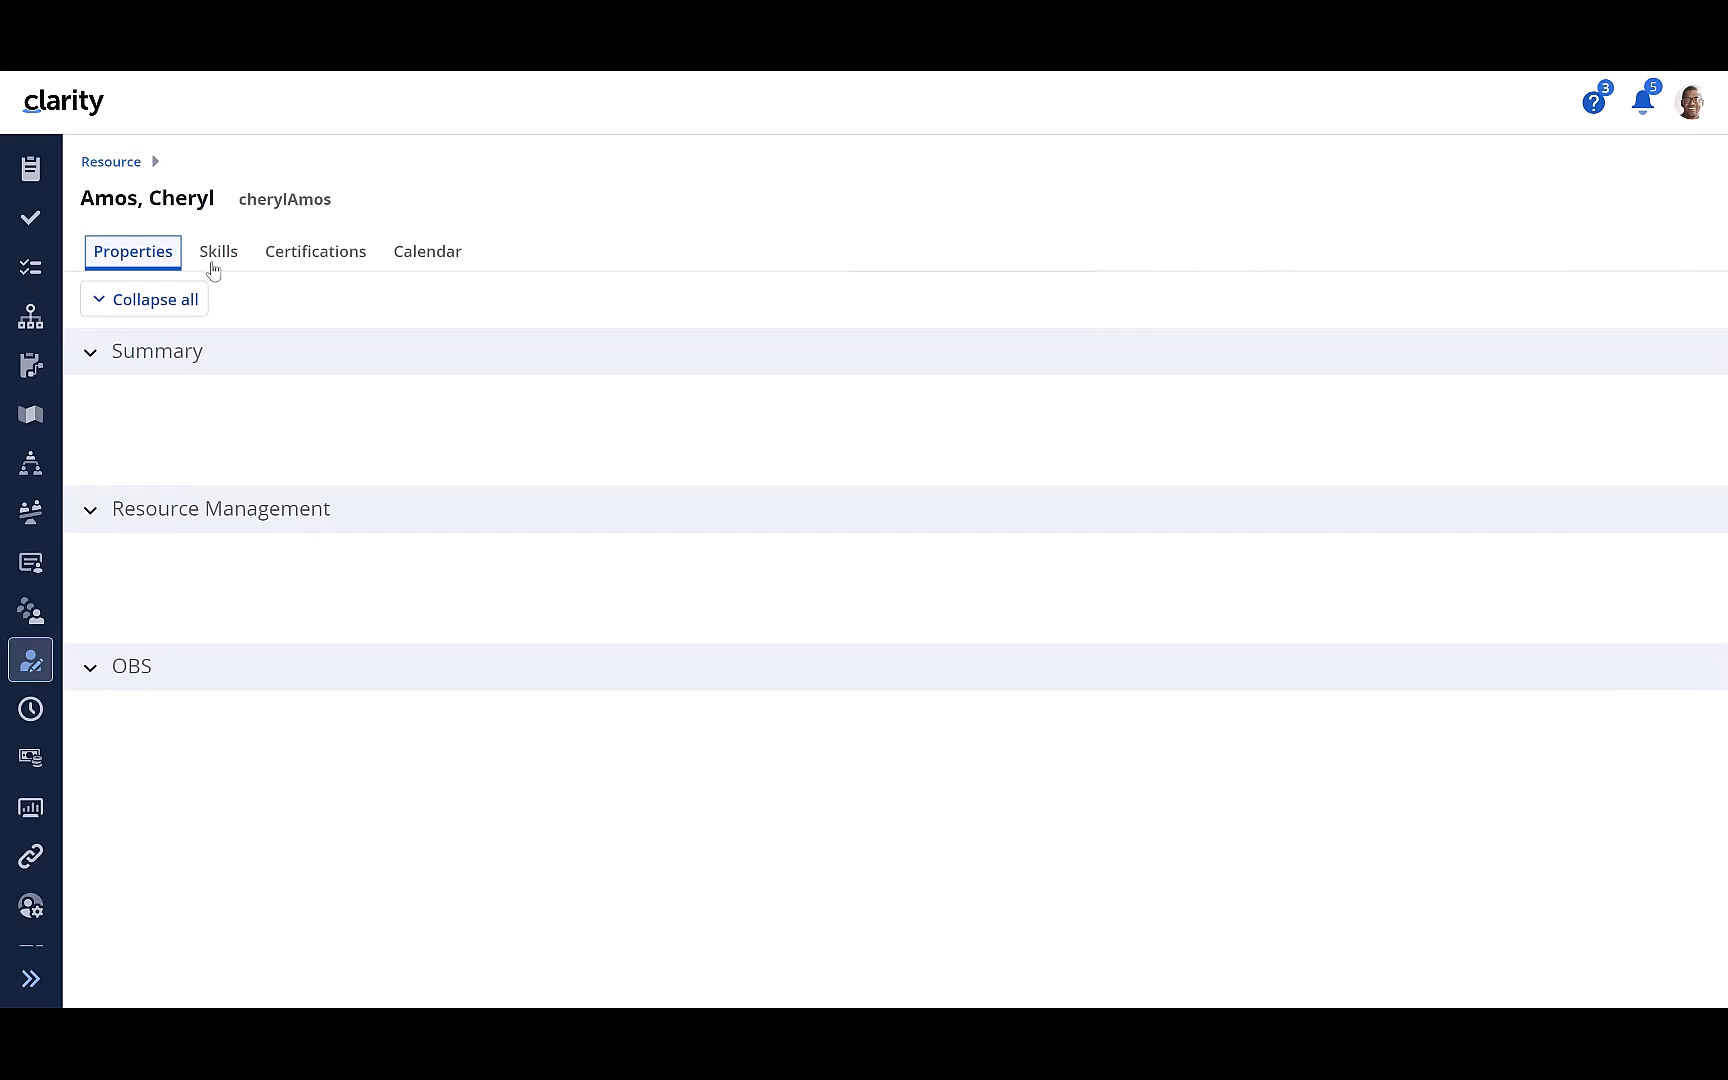 clarity
3
5
Resource
Amos, Cheryl cherylAmos
Properties Skills Certifications Calendar
Collapse all
Summary
Resource Management
OBS